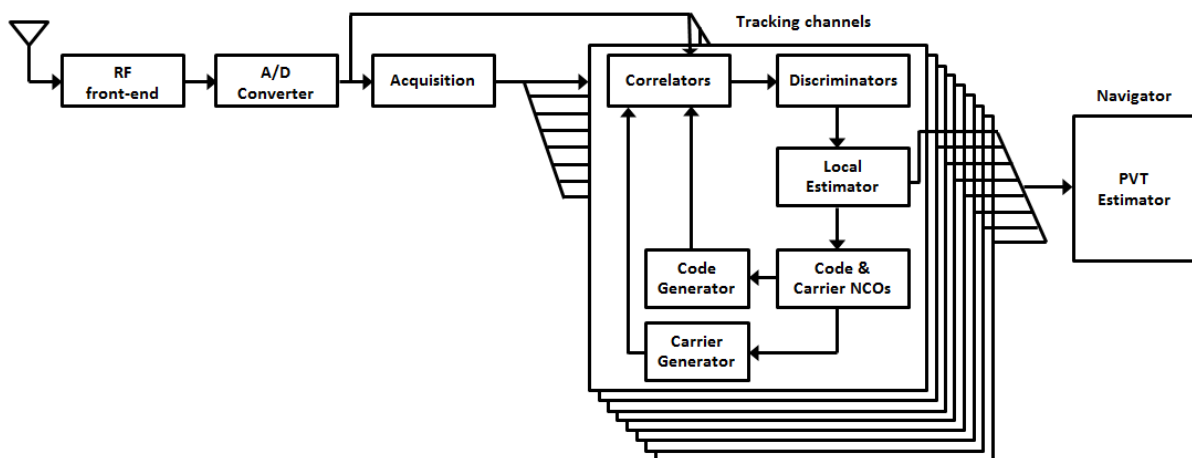 Tracking channels
RF
front-end
A/D
Converter
Acquisition
Correlators
Discriminators
Local
Estimator
Code &
Carrier NCOs
Code
Generator
Carrier
Generator
Navigator
PVT
Estimator